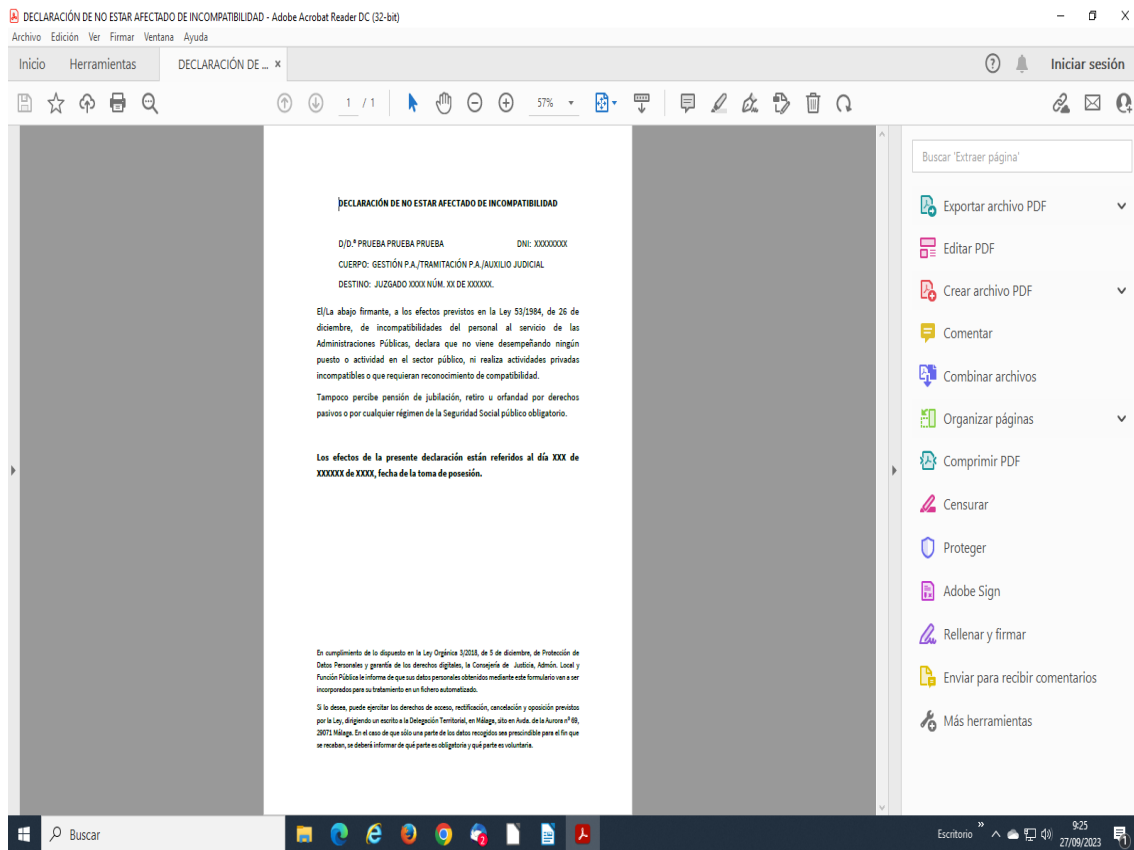 DECLARACIÓN DE NO ESTAR AFECTADO DE INCOMPATIBILIDAD - Adobe Acrobat Reader DC (32-bit)
Archivo Edición Ver Firmar Ventana Ayuda
Inicio Herramientas DECLARACIÓN DE ... × Iniciar sesión
1 / 1 57%
DECLARACIÓN DE NO ESTAR AFECTADO DE INCOMPATIBILIDAD
D/D.ª PRUEBA PRUEBA PRUEBA DNI: XXXXXXXX
CUERPO: GESTIÓN P.A./TRAMITACIÓN P.A./AUXILIO JUDICIAL
DESTINO: JUZGADO XXXX NÚM. XX DE XXXXXX.
El/La abajo firmante, a los efectos previstos en la Ley 53/1984, de 26 de
diciembre, de incompatibilidades del personal al servicio de las
Administraciones Públicas, declara que no viene desempeñando ningún
puesto o actividad en el sector público, ni realiza actividades privadas
incompatibles o que requieran reconocimiento de compatibilidad.
Tampoco percibe pensión de jubilación, retiro u orfandad por derechos
pasivos o por cualquier régimen de la Seguridad Social público obligatorio.
Los efectos de la presente declaración están referidos al día XXX de
XXXXXX de XXXX, fecha de la toma de posesión.
En cumplimiento de lo dispuesto en la Ley Orgánica 3/2018, de 5 de diciembre, de Protección de
Datos Personales y garantía de los derechos digitales, la Consejería de Justicia, Admón. Local y
Función Pública le informa de que sus datos personales obtenidos mediante este formulario van a ser
incorporados para su tratamiento en un fichero automatizado.
Si lo desea, puede ejercitar los derechos de acceso, rectificación, cancelación y oposición previstos
por la Ley, dirigiendo un escrito a la Delegación Territorial, en Málaga, sito en Avda. de la Aurora nº 69,
29071 Málaga. En el caso de que sólo una parte de los datos recogidos sea prescindible para el fin que
se recaban, se deberá informar de qué parte es obligatoria y qué parte es voluntaria.
Buscar 'Extraer página'
Exportar archivo PDF
Editar PDF
Crear archivo PDF
Comentar
Combinar archivos
Organizar páginas
Comprimir PDF
Censurar
Proteger
Adobe Sign
Rellenar y firmar
Enviar para recibir comentarios
Más herramientas
Buscar
Escritorio
9:25
27/09/2023